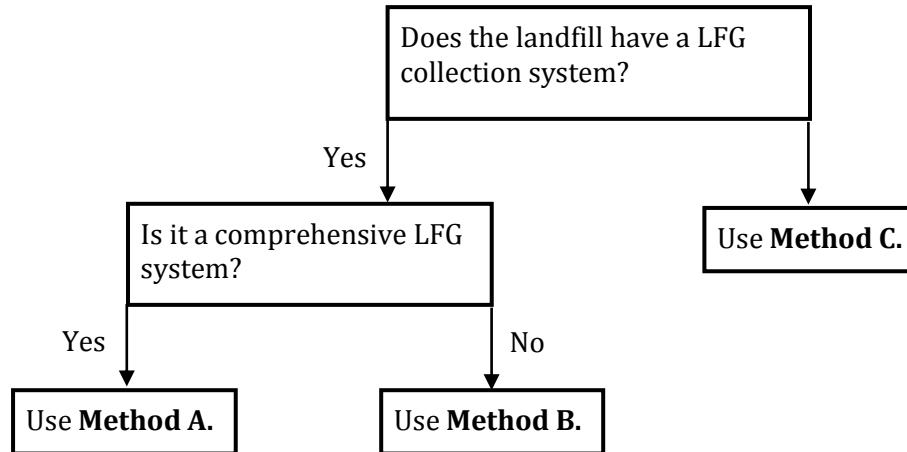 Does the landfill have a LFG
collection system?
Yes
Is it a comprehensive LFG
system?
Use Method C.
Yes
No
Use Method A.
Use Method B.